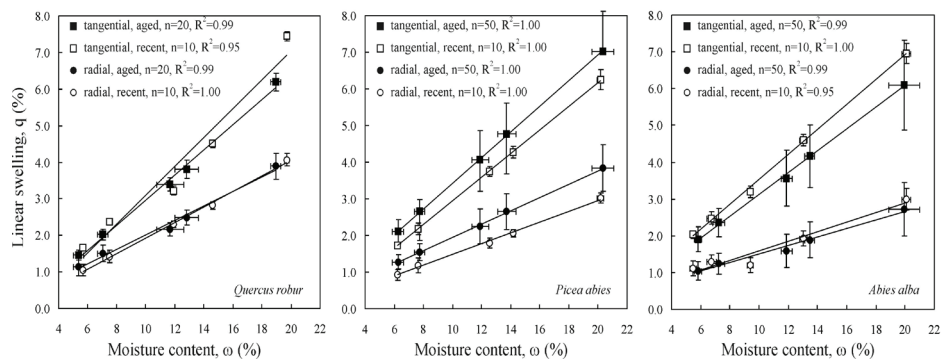 8.0
7.0
6.0
5.0
4.0
3.0
2.0
1.0
0.0
Linear swelling, q (%)
tangential, aged, n=20, R²=0.99
tangential, recent n=10, R²=0.95
radial, aged, n=20, R²=0.99
radial, recent, n=10, R²=1.00
Quercus robur
4 6 8 10 12 14 16 18 20 22
Moisture content, ω (%)
8.0
7.0
6.0
5.0
4.0
3.0
2.0
1.0
0.0
tangential, aged, n=50, R²=1.00
tangential, recent n=10, R²=1.00
radial, aged, n=50, R²=1.00
radial, recent, n=10, R²=1.00
Picea abies
4 6 8 10 12 14 16 18 20 22
Moisture content, ω (%)
8.0
7.0
6.0
5.0
4.0
3.0
2.0
1.0
0.0
tangential, aged, n=50, R²=0.99
tangential, recent, n=10, R²=1.00
radial, aged n=50, R²=0.99
radial, recent, n=10, R²=0.95
Abies alba
4 6 8 10 12 14 16 18 20 22
Moisture content, ω (%)